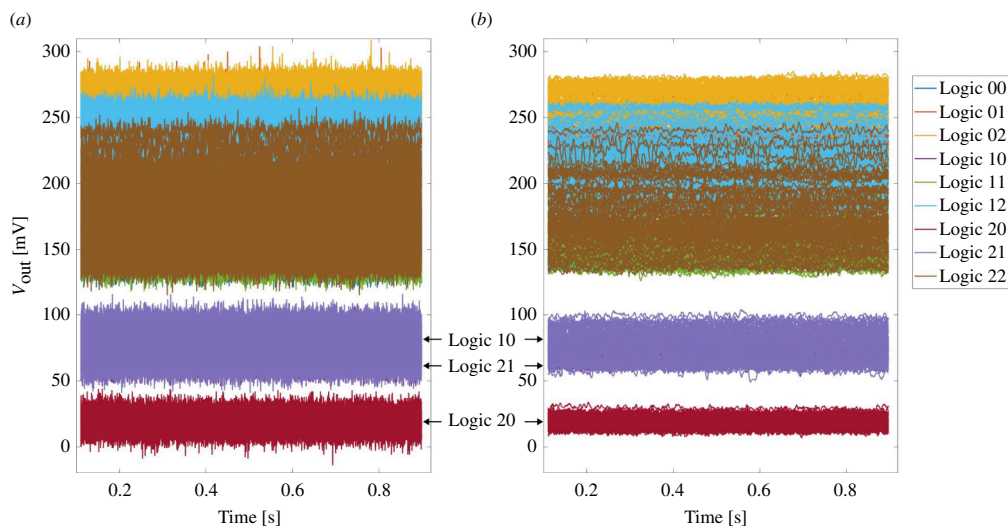 (a)
(b)
300
250
200
150
100
50
0
V_out [mV]
0.2
0.4
0.6
0.8
Time [s]
Logic 10
Logic 21
Logic 20
300
250
200
150
100
50
0
0.2
0.4
0.6
0.8
Time [s]
Logic 00
Logic 01
Logic 02
Logic 10
Logic 11
Logic 12
Logic 20
Logic 21
Logic 22